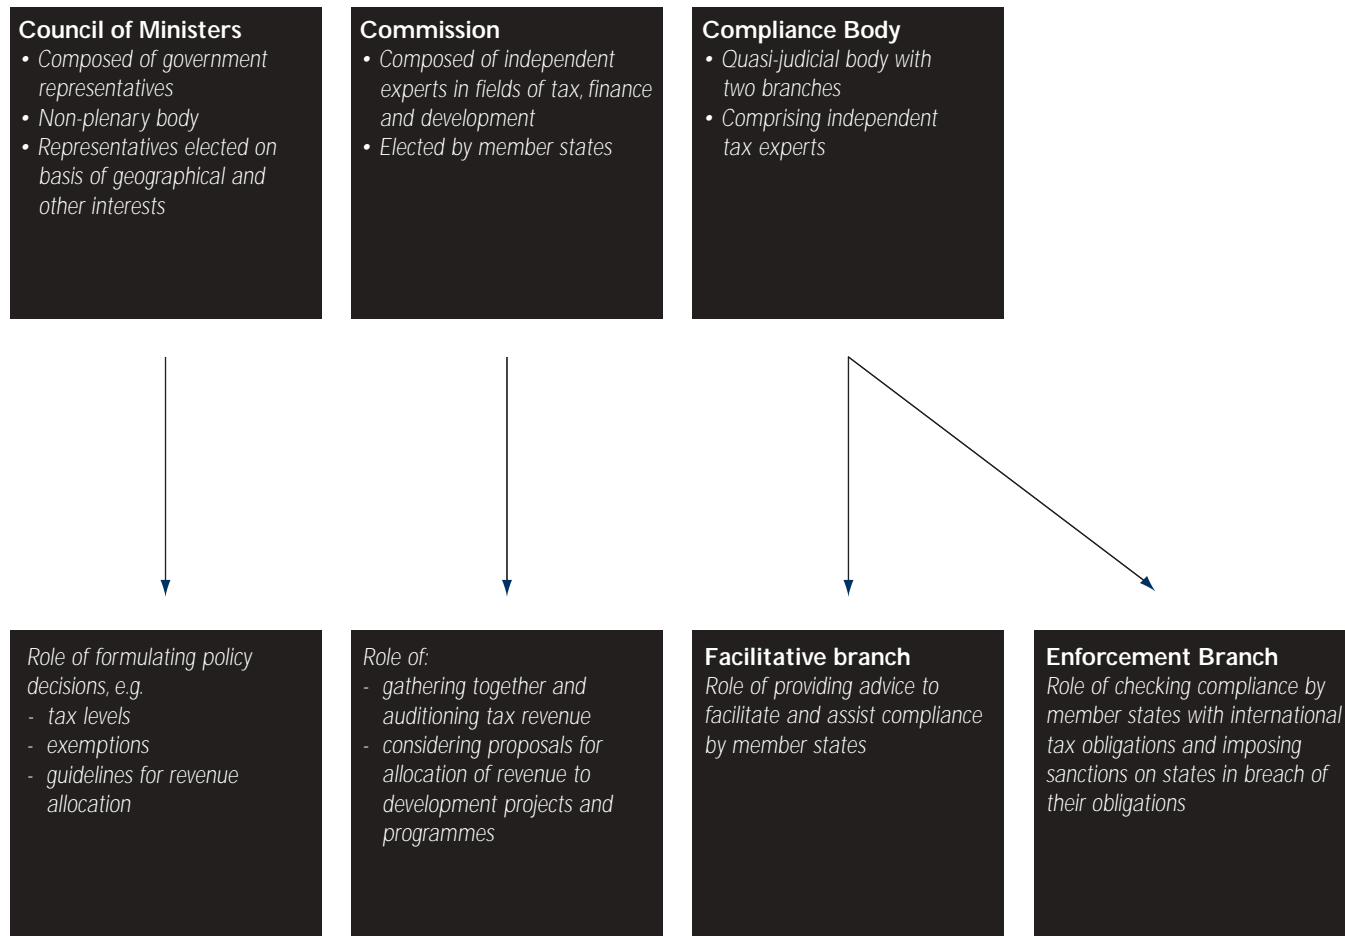 Council of Ministers
• Composed of government
representatives
• Non-plenary body
• Representatives elected on
basis of geographical and
other interests
Commission
• Composed of independent
experts in fields of tax, finance
and development
• Elected by member states
Compliance Body
• Quasi-judicial body with
two branches
• Comprising independent
tax experts
Role of formulating policy
decisions, e.g.
- tax levels
- exemptions
- guidelines for revenue
allocation
Role of:
- gathering together and
auditioning tax revenue
- considering proposals for
allocation of revenue to
development projects and
programmes
Facilitative branch
Role of providing advice to
facilitate and assist compliance
by member states
Enforcement Branch
Role of checking compliance by
member states with international
tax obligations and imposing
sanctions on states in breach of
their obligations